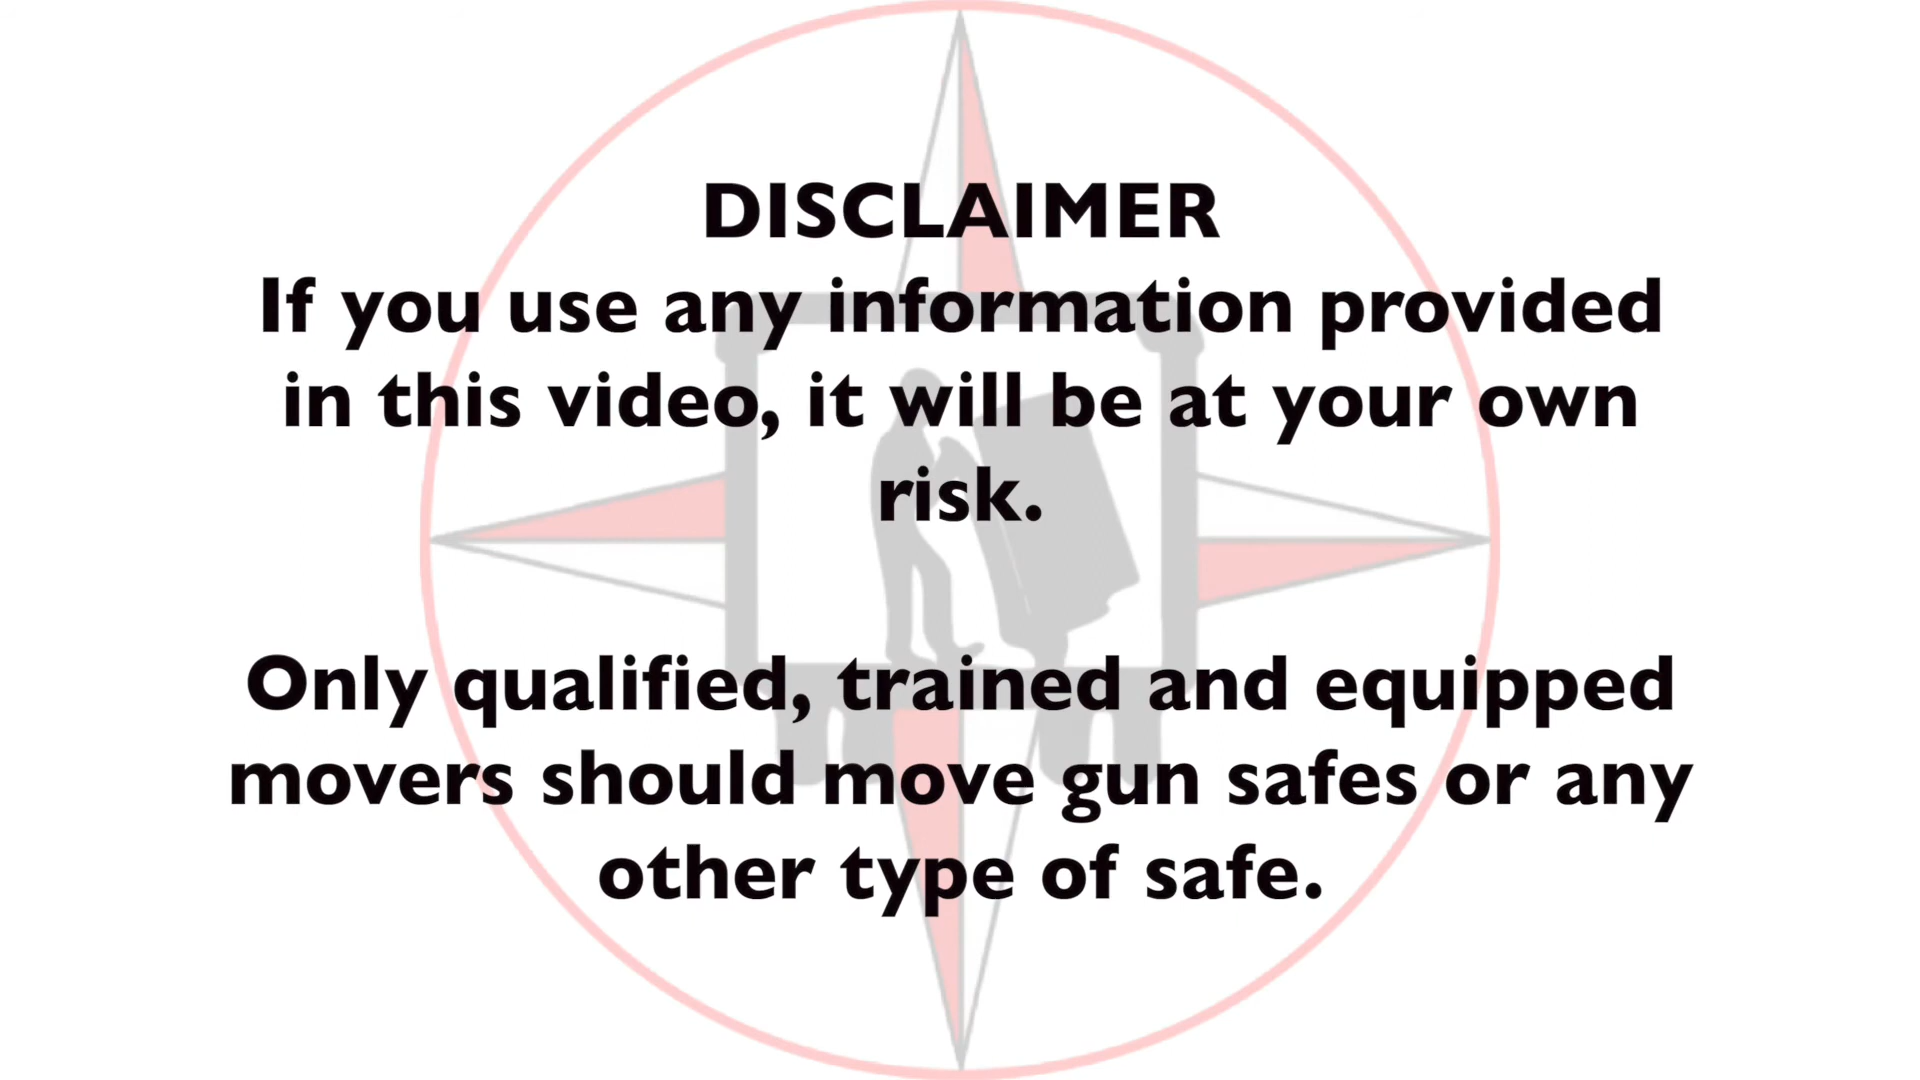 DISCLAIMER
If you use any information provided
in this video, it will be at your own
risk.
Only qualified, trained and equipped
movers should move gun safes or any
other type of safe.